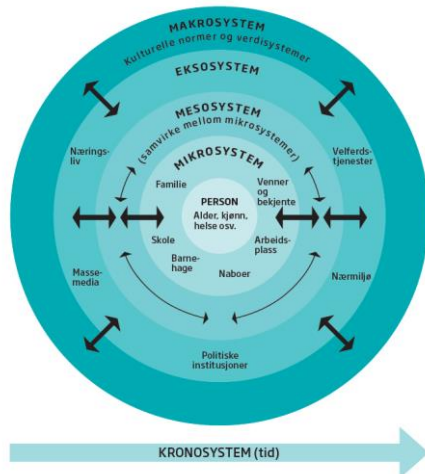 MAKROSYSTEM
Kulturelle normer og verdisystemer
EKSOSYSTEM
MESOSYSTEM
(samvirke mellom mikrosystemer)
MIKROSYSTEM
Nærings-
liv
Velferds-
tjenester
Familie
Venner
og
bekjente
PERSON
Alder, kjønn,
helse osv.
Skole
Arbeids-
plass
Barne-
hage
Naboer
Masse-
media
Nærmiljø
Politiske
institusjoner
KRONOSYSTEM (tid)